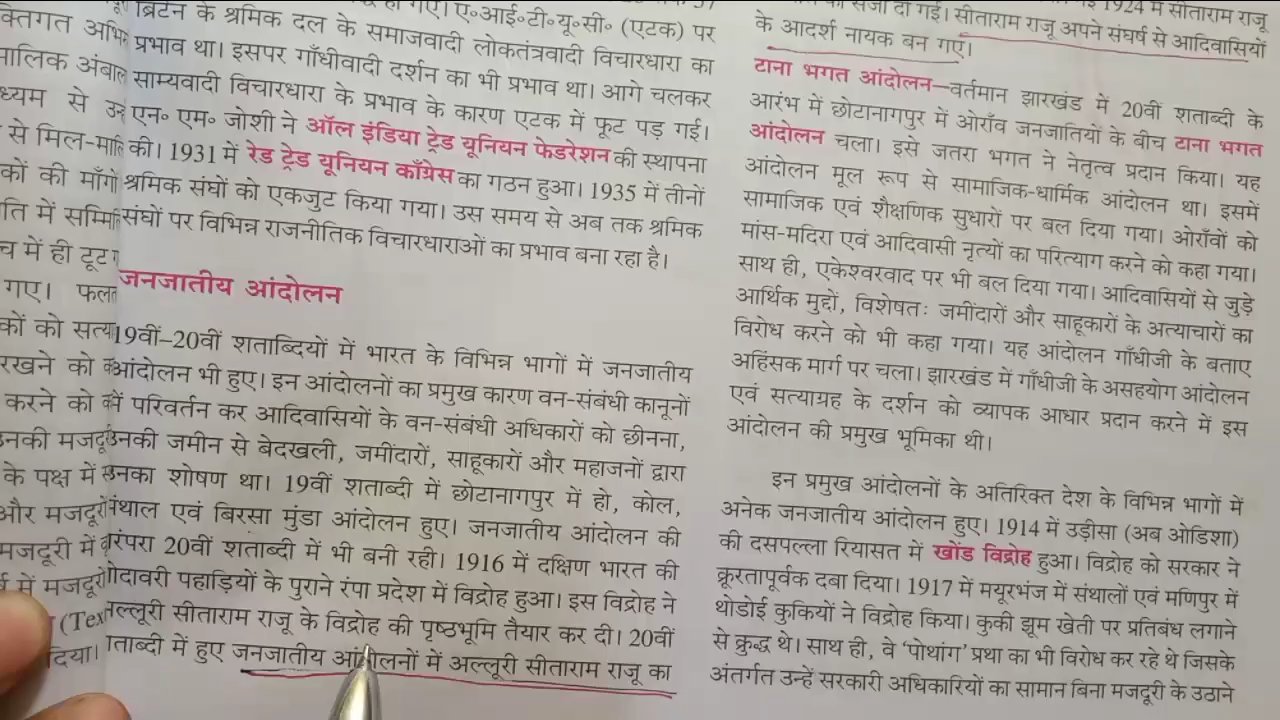 ब्रिटेन के श्रमिक दल के समाजवादी लोकतंत्रवादी विचारधारा का
प्रभाव था। इसपर गाँधीवादी दर्शन का भी प्रभाव था। आगे चलकर
साम्यवादी विचारधारा के प्रभाव के कारण एटक में फूट पड़ गई।
एन० एम० जोशी ने ऑल इंडिया ट्रेड यूनियन फेडरेशन की स्थापना
की। 1931 में रेड ट्रेड यूनियन काँग्रेस का गठन हुआ। 1935 में तीनों
श्रमिक संघों को एकजुट किया गया। उस समय से अब तक श्रमिक
संघों पर विभिन्न राजनीतिक विचारधाराओं का प्रभाव बना रहा है।
जनजातीय आंदोलन
19वीं–20वीं शताब्दियों में भारत के विभिन्न भागों में जनजातीय
आंदोलन भी हुए। इन आंदोलनों का प्रमुख कारण वन-संबंधी कानूनों
में परिवर्तन कर आदिवासियों के वन-संबंधी अधिकारों को छीनना,
उनकी जमीन से बेदखली, जमींदारों, साहूकारों और महाजनों द्वारा
उनका शोषण था। 19वीं शताब्दी में छोटानागपुर में हो, कोल,
संथाल एवं बिरसा मुंडा आंदोलन हुए। जनजातीय आंदोलन की
परंपरा 20वीं शताब्दी में भी बनी रही। 1916 में दक्षिण भारत की
गोदावरी पहाड़ियों के पुराने रंपा प्रदेश में विद्रोह हुआ। इस विद्रोह ने
अल्लूरी सीताराम राजू के विद्रोह की पृष्ठभूमि तैयार कर दी। 20वीं
शताब्दी में हुए जनजातीय आंदोलनों में अल्लूरी सीताराम राजू का
1924 में सीताराम राजू
को सजा दी गई। सीताराम राजू अपने संघर्ष से आदिवासियों
के आदर्श नायक बन गए।
टाना भगत आंदोलन—वर्तमान झारखंड में 20वीं शताब्दी के
आरंभ में छोटानागपुर में ओराँव जनजातियों के बीच टाना भगत
आंदोलन चला। इसे जतरा भगत ने नेतृत्व प्रदान किया। यह
आंदोलन मूल रूप से सामाजिक-धार्मिक आंदोलन था। इसमें
सामाजिक एवं शैक्षणिक सुधारों पर बल दिया गया। ओराँवों को
मांस-मदिरा एवं आदिवासी नृत्यों का परित्याग करने को कहा गया।
साथ ही, एकेश्वरवाद पर भी बल दिया गया। आदिवासियों से जुड़े
आर्थिक मुद्दों, विशेषतः जमींदारों और साहूकारों के अत्याचारों का
विरोध करने को भी कहा गया। यह आंदोलन गाँधीजी के बताए
अहिंसक मार्ग पर चला। झारखंड में गाँधीजी के असहयोग आंदोलन
एवं सत्याग्रह के दर्शन को व्यापक आधार प्रदान करने में इस
आंदोलन की प्रमुख भूमिका थी।
इन प्रमुख आंदोलनों के अतिरिक्त देश के विभिन्न भागों में
अनेक जनजातीय आंदोलन हुए। 1914 में उड़ीसा (अब ओडिशा)
की दसपल्ला रियासत में खोंड विद्रोह हुआ। विद्रोह को सरकार ने
क्रूरतापूर्वक दबा दिया। 1917 में मयूरभंज में संथालों एवं मणिपुर में
थोडोई कुकियों ने विद्रोह किया। कुकी झूम खेती पर प्रतिबंध लगाने
से क्रुद्ध थे। साथ ही, वे 'पोथांग' प्रथा का भी विरोध कर रहे थे जिसके
अंतर्गत उन्हें सरकारी अधिकारियों का सामान बिना मजदूरी के उठाने